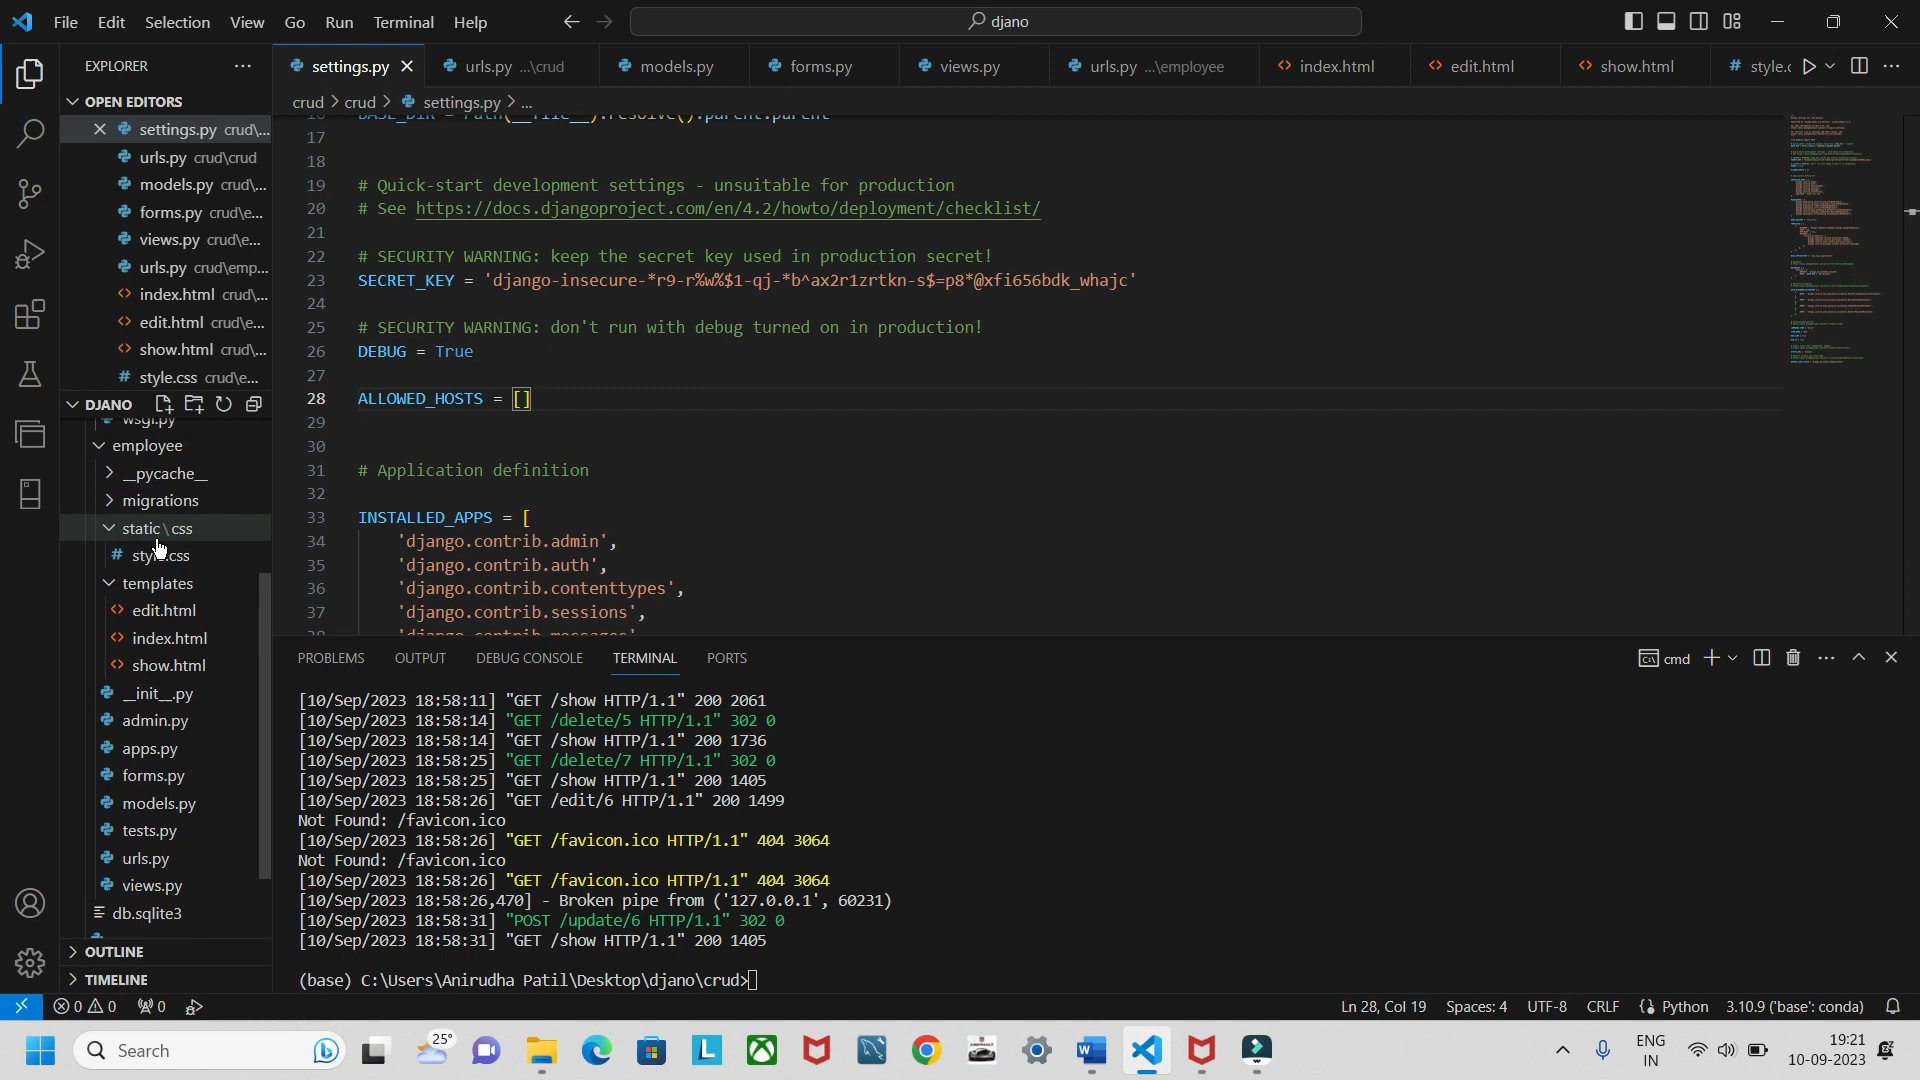 File Edit Selection View Go Run Terminal Help
djano
EXPLORER
settings.py
urls.py ...\crud
models.py
forms.py
views.py
urls.py ...\employee
index.html
edit.html
show.html
style.c
OPEN EDITORS
crud > crud > settings.py > ...
settings.py crud\...
urls.py crud\crud
models.py crud\...
forms.py crud\e...
views.py crud\e...
urls.py crud\emp...
index.html crud\...
edit.html crud\e...
show.html crud\...
style.css crud\e...
DJANO
wsgi.py
employee
__pycache__
migrations
static\css
style.css
templates
edit.html
index.html
show.html
__init__.py
admin.py
apps.py
forms.py
models.py
tests.py
urls.py
views.py
db.sqlite3
OUTLINE
TIMELINE
16 BASE_DIR = Path(__file__).resolve().parent.parent
17
18
19 # Quick-start development settings - unsuitable for production
20 # See https://docs.djangoproject.com/en/4.2/howto/deployment/checklist/
21
22 # SECURITY WARNING: keep the secret key used in production secret!
23 SECRET_KEY = 'django-insecure-*r9-r%w%$1-qj-*b^ax2r1zrtkn-s$=p8*@xfi656bdk_whajc'
24
25 # SECURITY WARNING: don't run with debug turned on in production!
26 DEBUG = True
27
28 ALLOWED_HOSTS = []
29
30
31 # Application definition
32
33 INSTALLED_APPS = [
34 'django.contrib.admin',
35 'django.contrib.auth',
36 'django.contrib.contenttypes',
37 'django.contrib.sessions',
38 'django.contrib.messages',
PROBLEMS OUTPUT DEBUG CONSOLE TERMINAL PORTS
cmd
[10/Sep/2023 18:58:11] "GET /show HTTP/1.1" 200 2061
[10/Sep/2023 18:58:14] "GET /delete/5 HTTP/1.1" 302 0
[10/Sep/2023 18:58:14] "GET /show HTTP/1.1" 200 1736
[10/Sep/2023 18:58:25] "GET /delete/7 HTTP/1.1" 302 0
[10/Sep/2023 18:58:25] "GET /show HTTP/1.1" 200 1405
[10/Sep/2023 18:58:26] "GET /edit/6 HTTP/1.1" 200 1499
Not Found: /favicon.ico
[10/Sep/2023 18:58:26] "GET /favicon.ico HTTP/1.1" 404 3064
Not Found: /favicon.ico
[10/Sep/2023 18:58:26] "GET /favicon.ico HTTP/1.1" 404 3064
[10/Sep/2023 18:58:26,470] - Broken pipe from ('127.0.0.1', 60231)
[10/Sep/2023 18:58:31] "POST /update/6 HTTP/1.1" 302 0
[10/Sep/2023 18:58:31] "GET /show HTTP/1.1" 200 1405
(base) C:\Users\Anirudha Patil\Desktop\djano\crud>
0 0 0
Ln 28, Col 19 Spaces: 4 UTF-8 CRLF Python 3.10.9 ('base': conda)
Search
25°
ENG
IN
19:21
10-09-2023